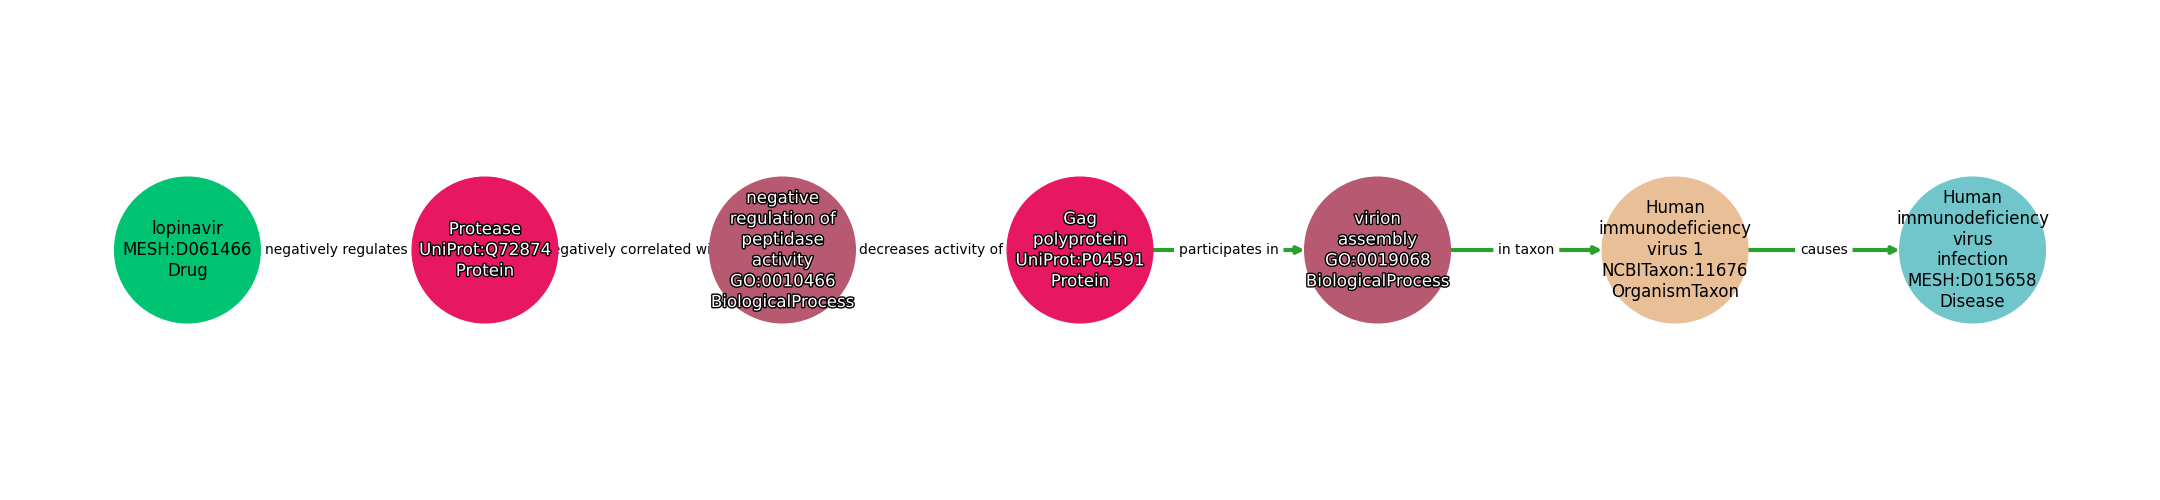 lopinavir
MESH:D061466
Drug
negatively regulates
Protease
UniProt:Q72874
Protein
correlated
negative
regulation of
peptidase
activity
GO:0010466
BiologicalProcess
decreases activity of
Gag
polyprotein
UniProt:P04591
Protein
participates in
virion
assembly
GO:0019068
BiologicalProcess
in taxon
Human
immunodeficiency
virus 1
NCBITaxon:11676
OrganismTaxon
causes
Human
immunodeficiency
virus
infection
MESH:D015658
Disease